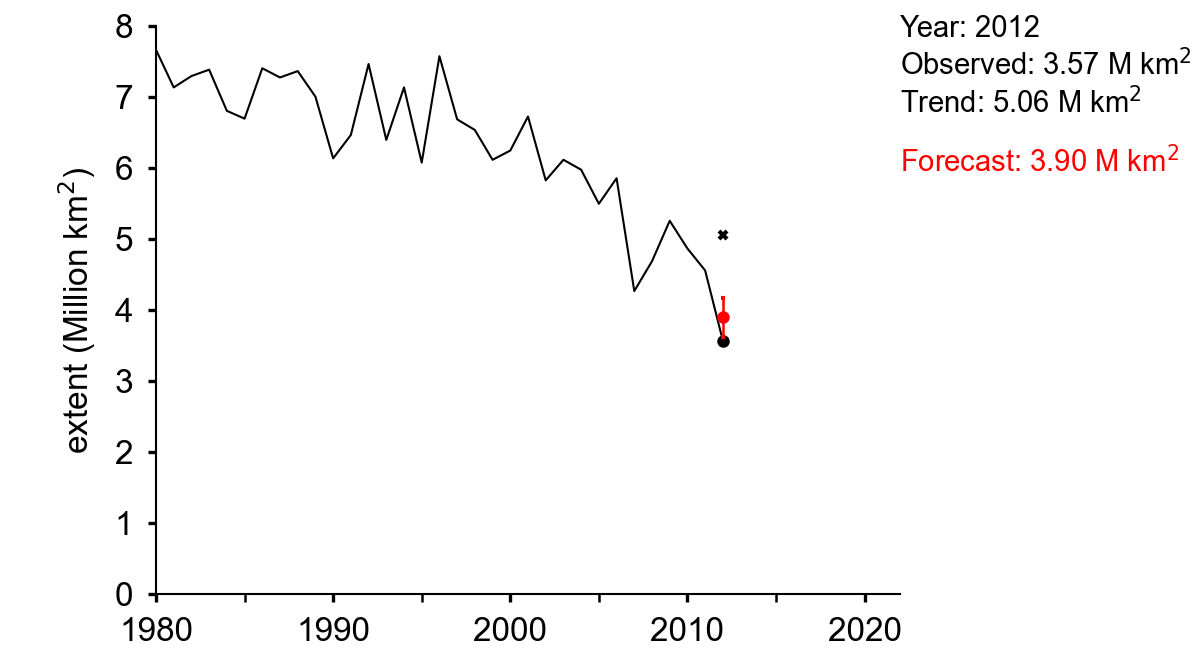 Year: 2012
Observed: 3.57 M km²
Trend: 5.06 M km²
Forecast: 3.90 M km²
extent (Million km²)
8
7
6
5
4
3
2
1
0
1980 1990 2000 2010 2020